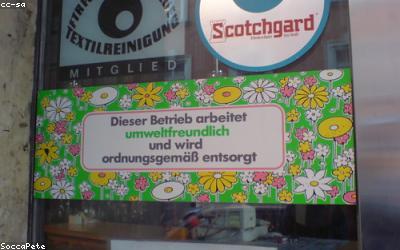 cc-sa
TEXTILREINIGUNG
MITGLIED
Scotchgard
Dieser Betrieb arbeitet
umweltfreundlich
und wird
ordnungsgemäß entsorgt
SoccaPete